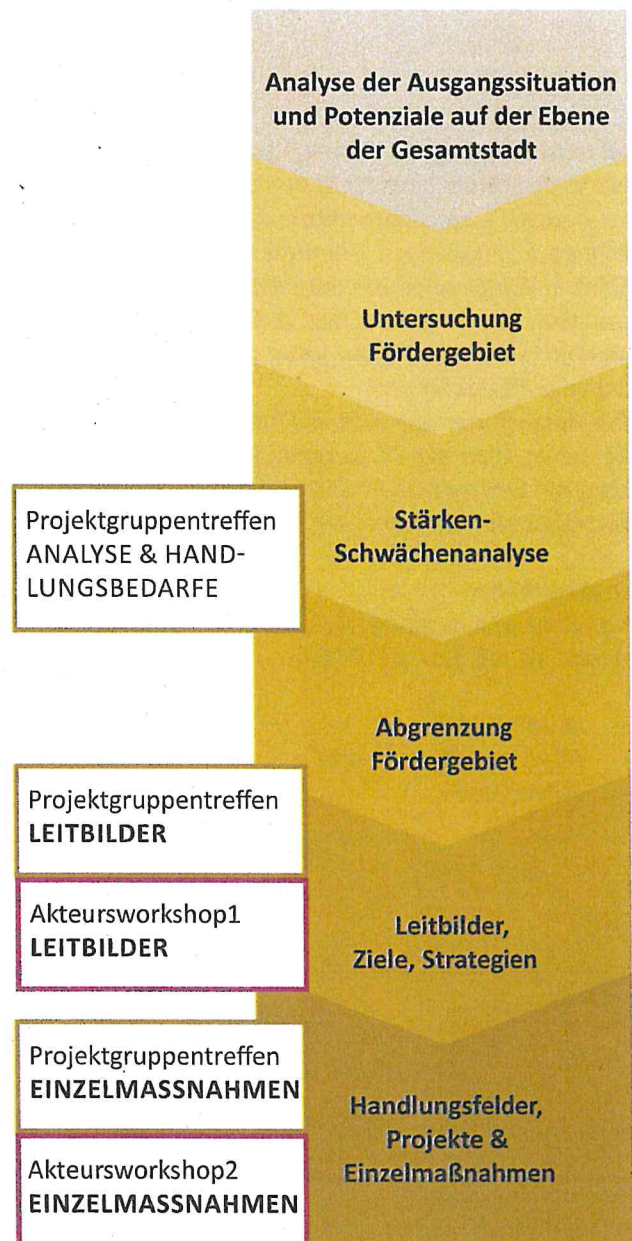 Analyse der Ausgangssituation
und Potenziale auf der Ebene
der Gesamtstadt
Untersuchung
Fördergebiet
Projektgruppentreffen
ANALYSE & HAND-
LUNGSBEDARFE
Stärken-
Schwächenanalyse
Abgrenzung
Fördergebiet
Projektgruppentreffen
LEITBILDER
Akteursworkshop1
LEITBILDER
Leitbilder,
Ziele, Strategien
Projektgruppentreffen
EINZELMASSNAHMEN
Akteursworkshop2
EINZELMASSNAHMEN
Handlungsfelder,
Projekte &
Einzelmaßnahmen